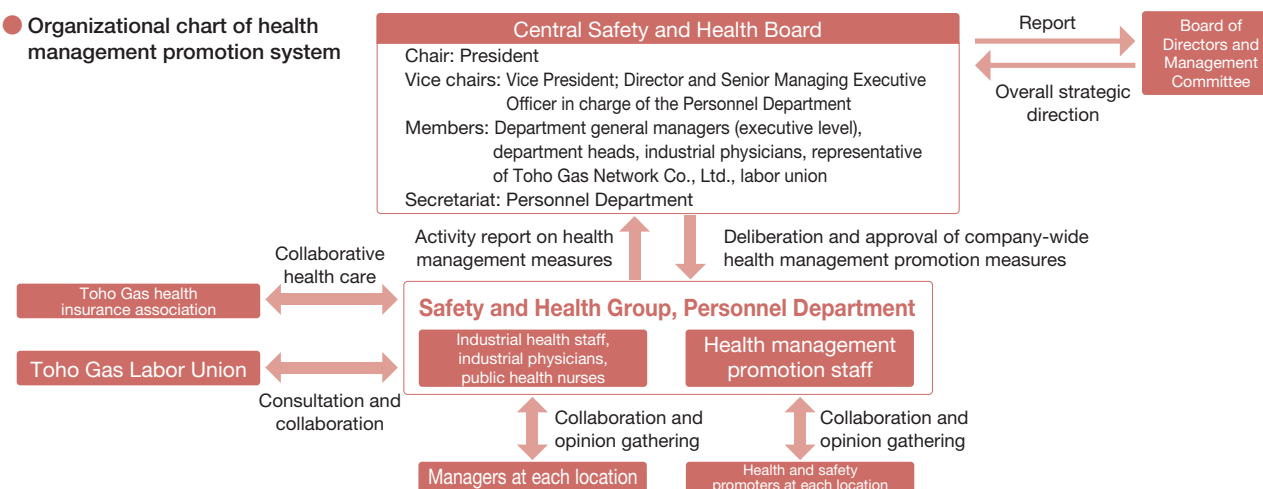 Organizational chart of health
management promotion system
Central Safety and Health Board
Chair: President
Vice chairs: Vice President; Director and Senior Managing Executive
Officer in charge of the Personnel Department
Members: Department general managers (executive level),
department heads, industrial physicians, representative
of Toho Gas Network Co., Ltd., labor union
Secretariat: Personnel Department
Report
Overall strategic
direction
Board of
Directors and
Management
Committee
Activity report on health
management measures
Deliberation and approval of company-wide
health management promotion measures
Collaborative
health care
Toho Gas health
insurance association
Toho Gas Labor Union
Consultation and
collaboration
Safety and Health Group, Personnel Department
Industrial health staff,
industrial physicians,
public health nurses
Health management
promotion staff
Collaboration and
opinion gathering
Collaboration and
opinion gathering
Managers at each location
Health and safety
promoters at each location